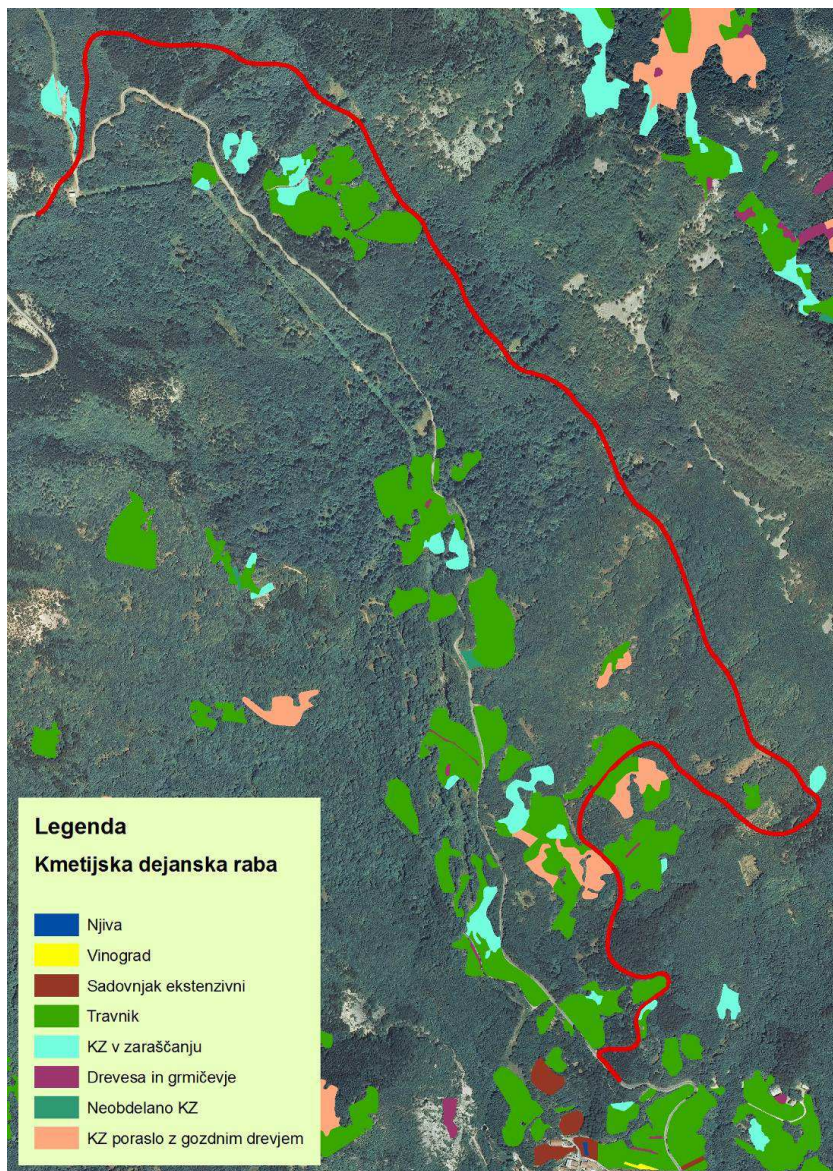 Legenda
Kmetijska dejanska raba
Njiva
Vinograd
Sadovnjak ekstenzivni
Travnik
KZ v zaraščanju
Drevesa in grmičevje
Neobdelano KZ
KZ poraslo z gozdnim drevjem